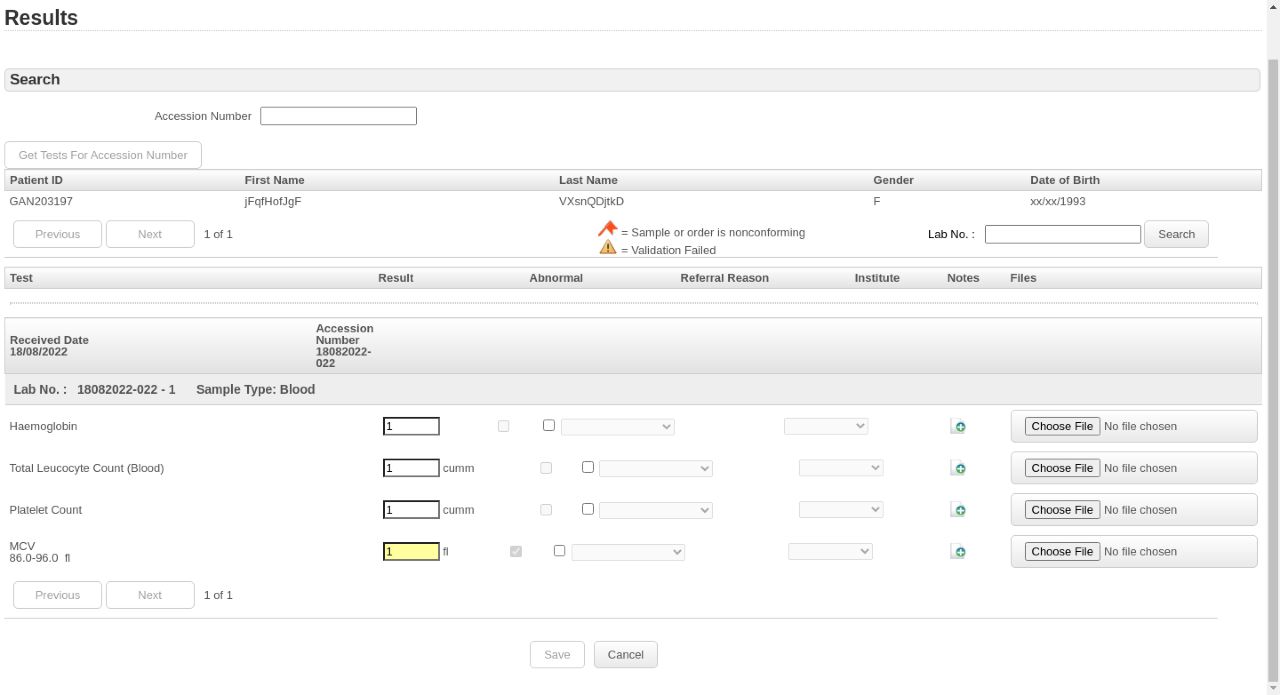 Results
Search
Accession Number
Get Tests For Accession Number
Patient ID First Name Last Name Gender Date of Birth
GAN203197 jFqfHofJgF VXsnQDjtkD F xx/xx/1993
Previous Next 1 of 1 = Sample or order is nonconforming Lab No. : Search
= Validation Failed
Test Result Abnormal Referral Reason Institute Notes Files
Received Date
18/08/2022
Accession
Number
18082022-
022
Lab No. : 18082022-022 - 1 Sample Type: Blood
Haemoglobin 1 Choose File No file chosen
Total Leucocyte Count (Blood) 1 cumm Choose File No file chosen
Platelet Count 1 cumm Choose File No file chosen
MCV
86.0-96.0 fl 1 fl Choose File No file chosen
Previous Next 1 of 1
Save Cancel